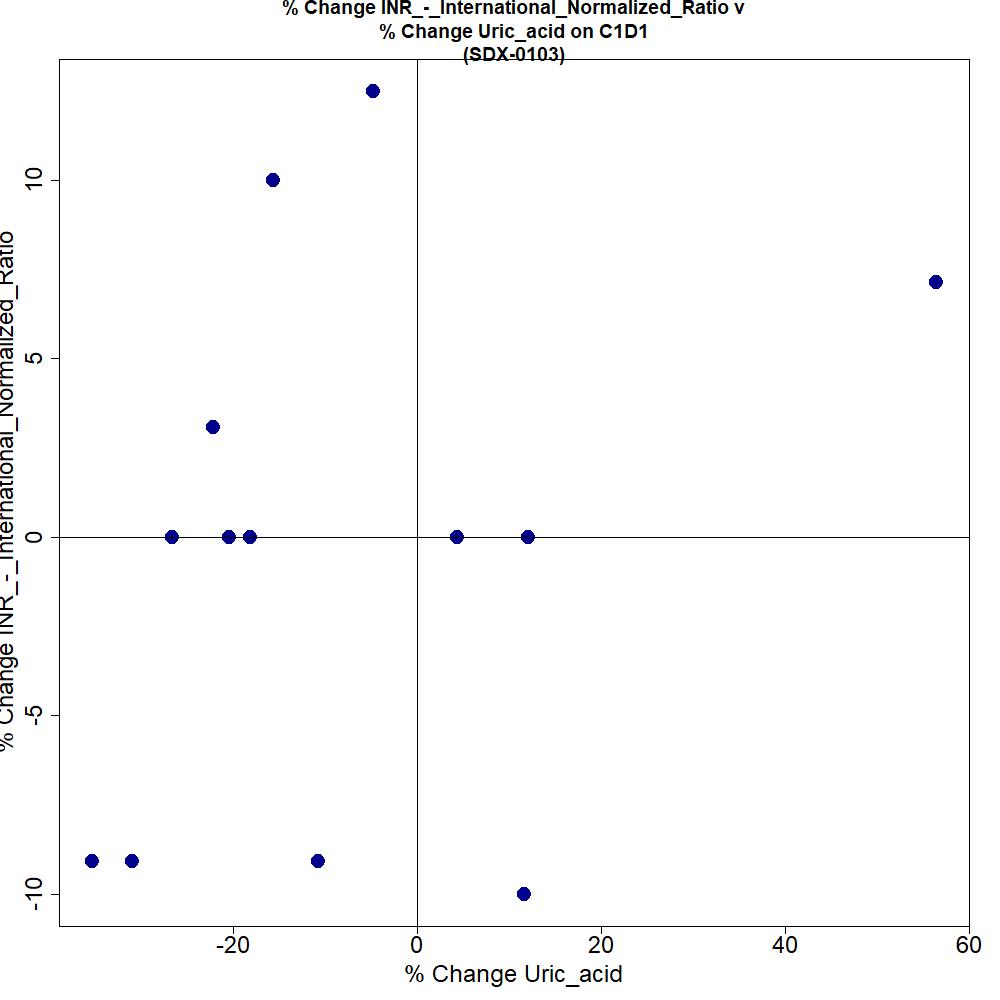 % Change INR_-_International_Normalized_Ratio v
% Change Uric_acid on C1D1
(SDX-0103)
% Change INR_-_International_Normalized_Ratio
10
5
0
-5
-10
-20
0
20
40
60
% Change Uric_acid